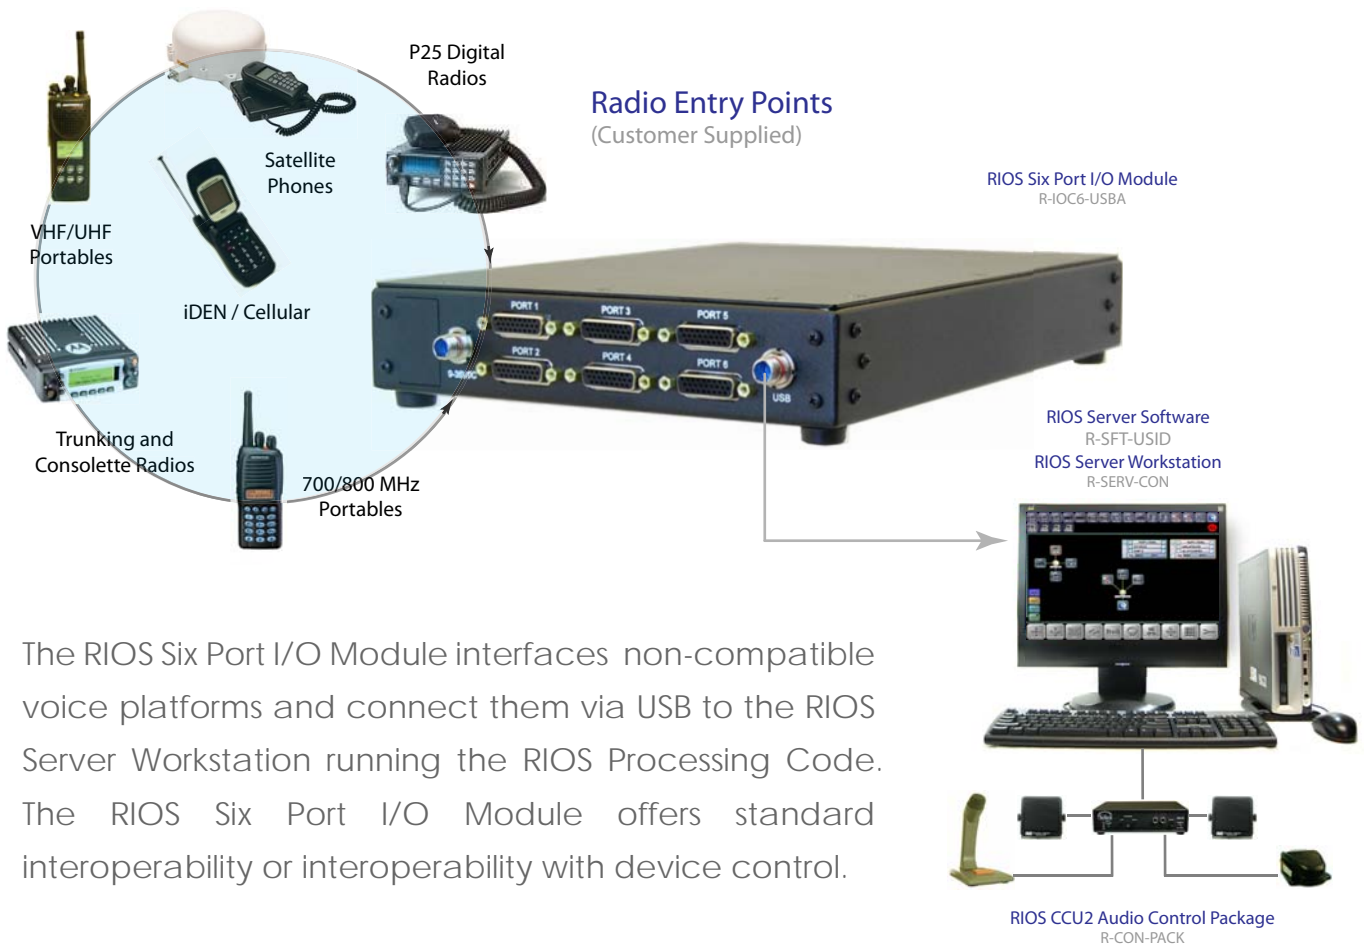 P25 Digital
Radios
Radio Entry Points
(Customer Supplied)
Satellite
Phones
RIOS Six Port I/O Module
R-IOC6-USBA
VHF/UHF
Portables
iDEN / Cellular
PORT 1
PORT 3
PORT 5
PORT 2
PORT 4
PORT 6
USB
Trunking and
Consolette Radios
700/800 MHz
Portables
RIOS Server Software
R-SFT-USID
RIOS Server Workstation
R-SERV-CON
The RIOS Six Port I/O Module interfaces non-compatible
voice platforms and connect them via USB to the RIOS
Server Workstation running the RIOS Processing Code.
The RIOS Six Port I/O Module offers standard
interoperability or interoperability with device control.
RIOS CCU2 Audio Control Package
R-CON-PACK